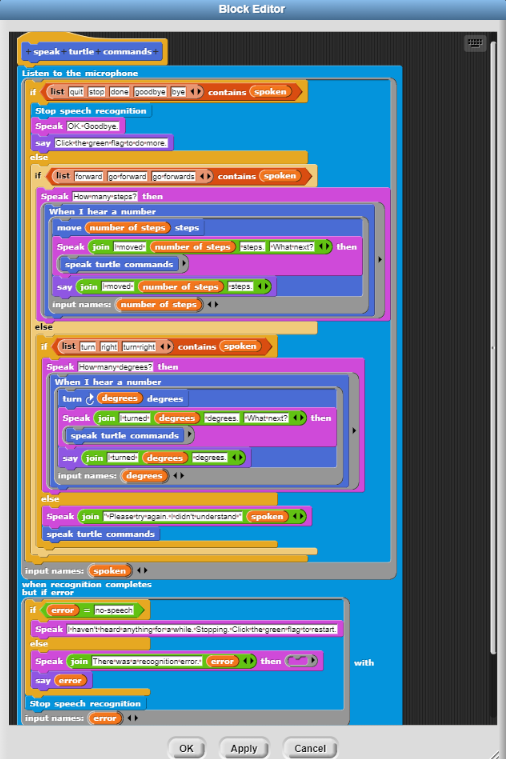 Block Editor
+ speak + turtle + commands +
Listen to the microphone
if list quit stop done goodbye bye contains spoken
Stop speech recognition
Speak OK.·Goodbye.
say Click·the·green·flag·to·do·more.
else
if list forward go·forward go·forwards contains spoken
Speak How·many·steps? then
When I hear a number
move number of steps steps
Speak join I·moved· number of steps ·steps. ·What·next? then
speak turtle commands
say join I·moved· number of steps ·steps.
input names: number of steps
else
if list turn right turn·right contains spoken
Speak How·many·degrees? then
When I hear a number
turn degrees degrees
Speak join I·turned· degrees ·degrees. ·What·next? then
speak turtle commands
say join I·turned· degrees ·degrees.
input names: degrees
else
Speak join "·Please·try·again.·I·didn't·understand·" spoken
speak turtle commands
input names: spoken
when recognition completes
but if error
if error = no-speech
Speak I·haven't·heard·anything·for·a·while.·Stopping.·Click·the·green·flag·to·restart.
else
Speak join There·was·a·recognition·error.· error then
say error
with
Stop speech recognition
input names: error
OK Apply Cancel